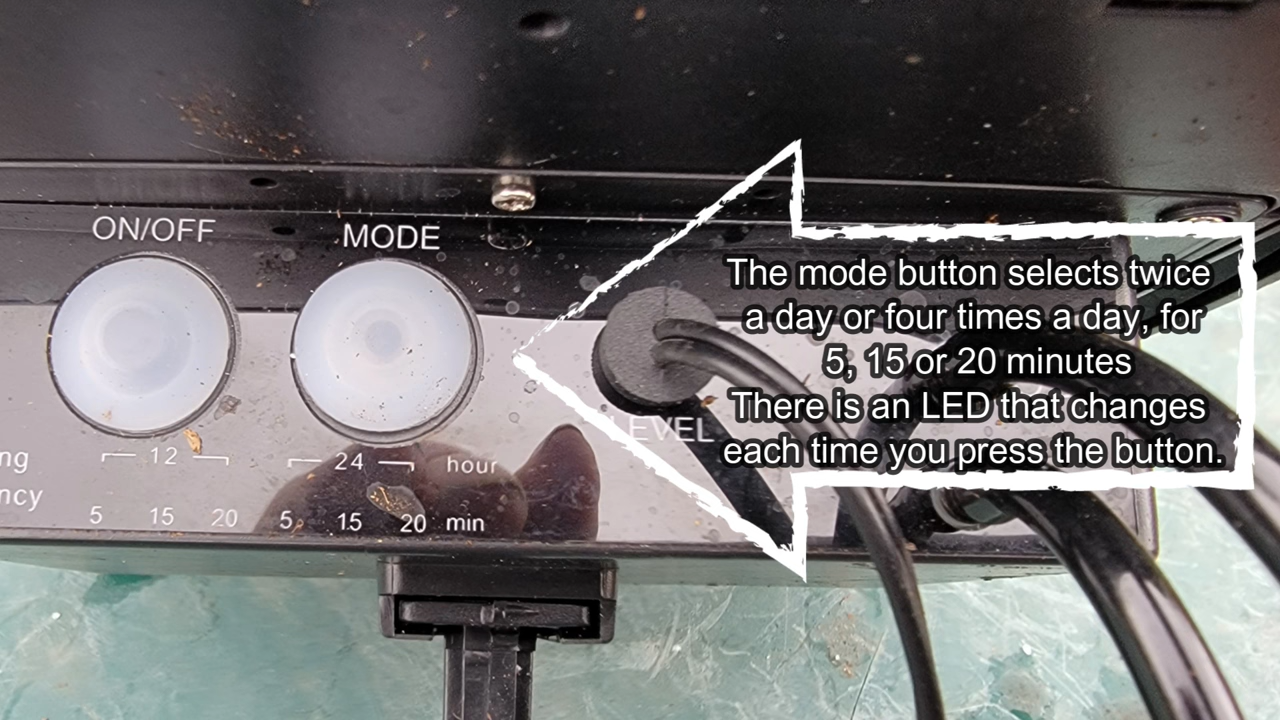 ON/OFF MODE
The mode button selects twice
a day or four times a day, for
5, 15 or 20 minutes
There is an LED that changes
each time you press the button.
LEVEL
ng 12 24 hour
ncy 5 15 20 5 15 20 min